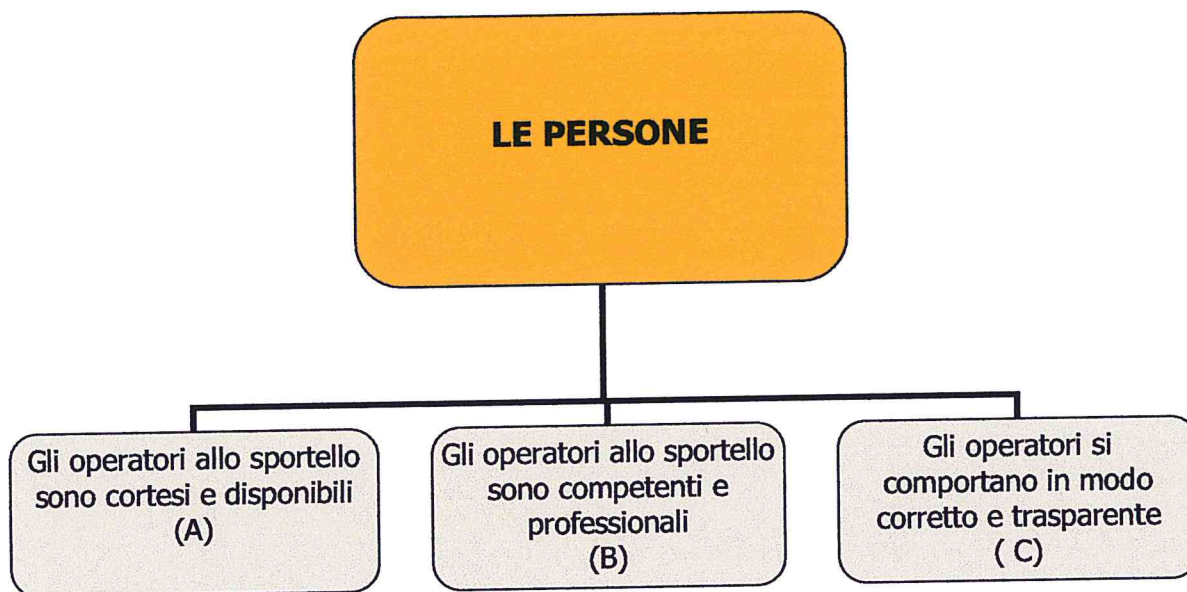 LE PERSONE
Gli operatori allo sportello
sono cortesi e disponibili
(A)
Gli operatori allo sportello
sono competenti e
professionali
(B)
Gli operatori si
comportano in modo
corretto e trasparente
( C)